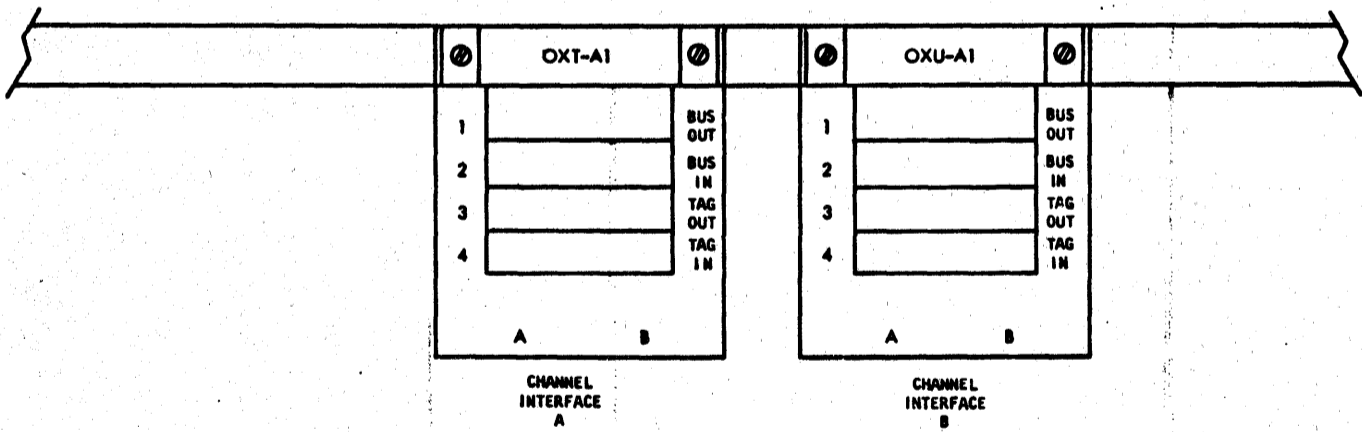 OXT-A1
1
BUS
OUT
2
BUS
IN
3
TAG
OUT
4
TAG
IN
A B
CHANNEL
INTERFACE
A
OXU-A1
1
BUS
OUT
2
BUS
IN
3
TAG
OUT
4
TAG
IN
A B
CHANNEL
INTERFACE
B